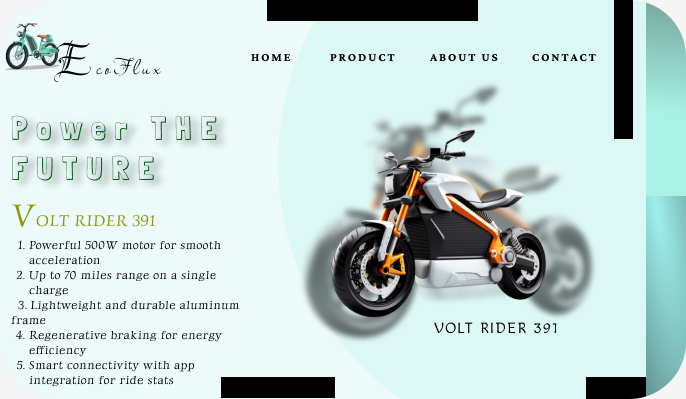 EcoFlux
HOME PRODUCT ABOUT US CONTACT
Power THE
FUTURE
VOLT RIDER 391
1. Powerful 500W motor for smooth
acceleration
2. Up to 70 miles range on a single
charge
3. Lightweight and durable aluminum
frame
4. Regenerative braking for energy
efficiency
5. Smart connectivity with app
integration for ride stats
VOLT RIDER 391